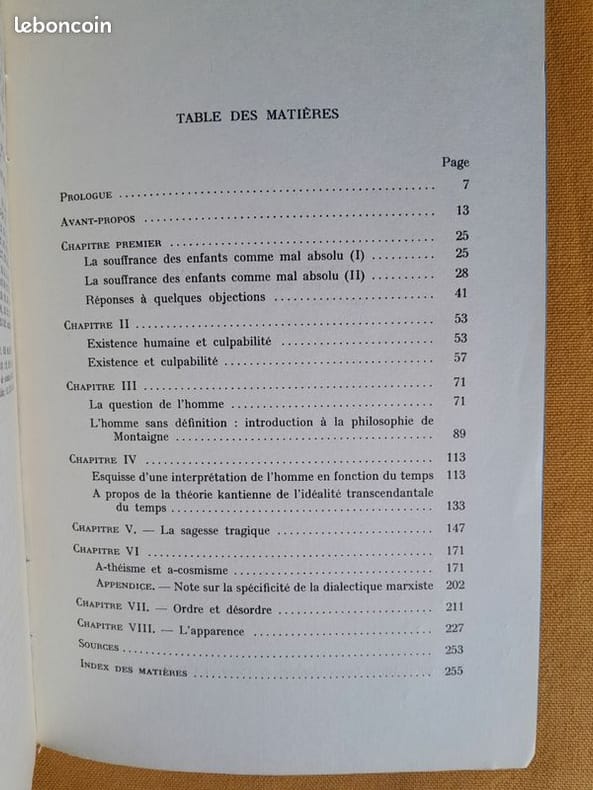 leboncoin
TABLE DES MATIÈRES
Page
PROLOGUE ........................ 7
AVANT-PROPOS ........................ 13
CHAPITRE PREMIER ........................ 25
La souffrance des enfants comme mal absolu (I) .......... 25
La souffrance des enfants comme mal absolu (II) .......... 28
Réponses à quelques objections ........................ 41
CHAPITRE II ........................ 53
Existence humaine et culpabilité ........................ 53
Existence et culpabilité ........................ 57
CHAPITRE III ........................ 71
La question de l'homme ........................ 71
L'homme sans définition : introduction à la philosophie de
Montaigne ........................ 89
CHAPITRE IV ........................ 113
Esquisse d'une interprétation de l'homme en fonction du temps 113
A propos de la théorie kantienne de l'idéalité transcendantale
du temps ........................ 133
CHAPITRE V. — La sagesse tragique ........................ 147
CHAPITRE VI ........................ 171
A-théisme et a-cosmisme ........................ 171
APPENDICE. — Note sur la spécificité de la dialectique marxiste 202
CHAPITRE VII. — Ordre et désordre ........................ 211
CHAPITRE VIII. — L'apparence ........................ 227
SOURCES ........................ 253
INDEX DES MATIÈRES ........................ 255